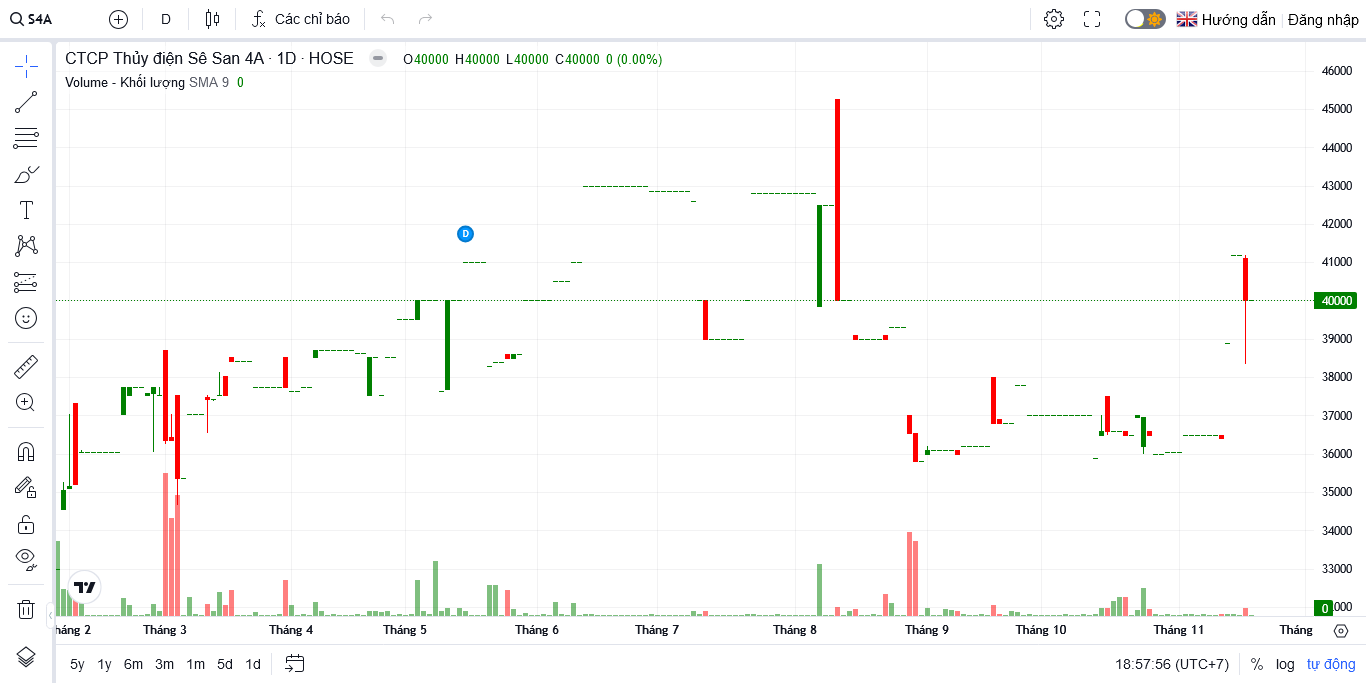 S4A D Các chỉ báo Hướng dẫn Đăng nhập
CTCP Thủy điện Sê San 4A · 1D · HOSE O40000 H40000 L40000 C40000 0 (0.00%)
Volume - Khối lượng SMA 9 0
46000
45000
44000
43000
42000
D
41000
40000
39000
38000
37000
36000
35000
34000
33000
0
000
háng 2 Tháng 3 Tháng 4 Tháng 5 Tháng 6 Tháng 7 Tháng 8 Tháng 9 Tháng 10 Tháng 11 Tháng
5y 1y 6m 3m 1m 5d 1d 18:57:56 (UTC+7) % log tự động